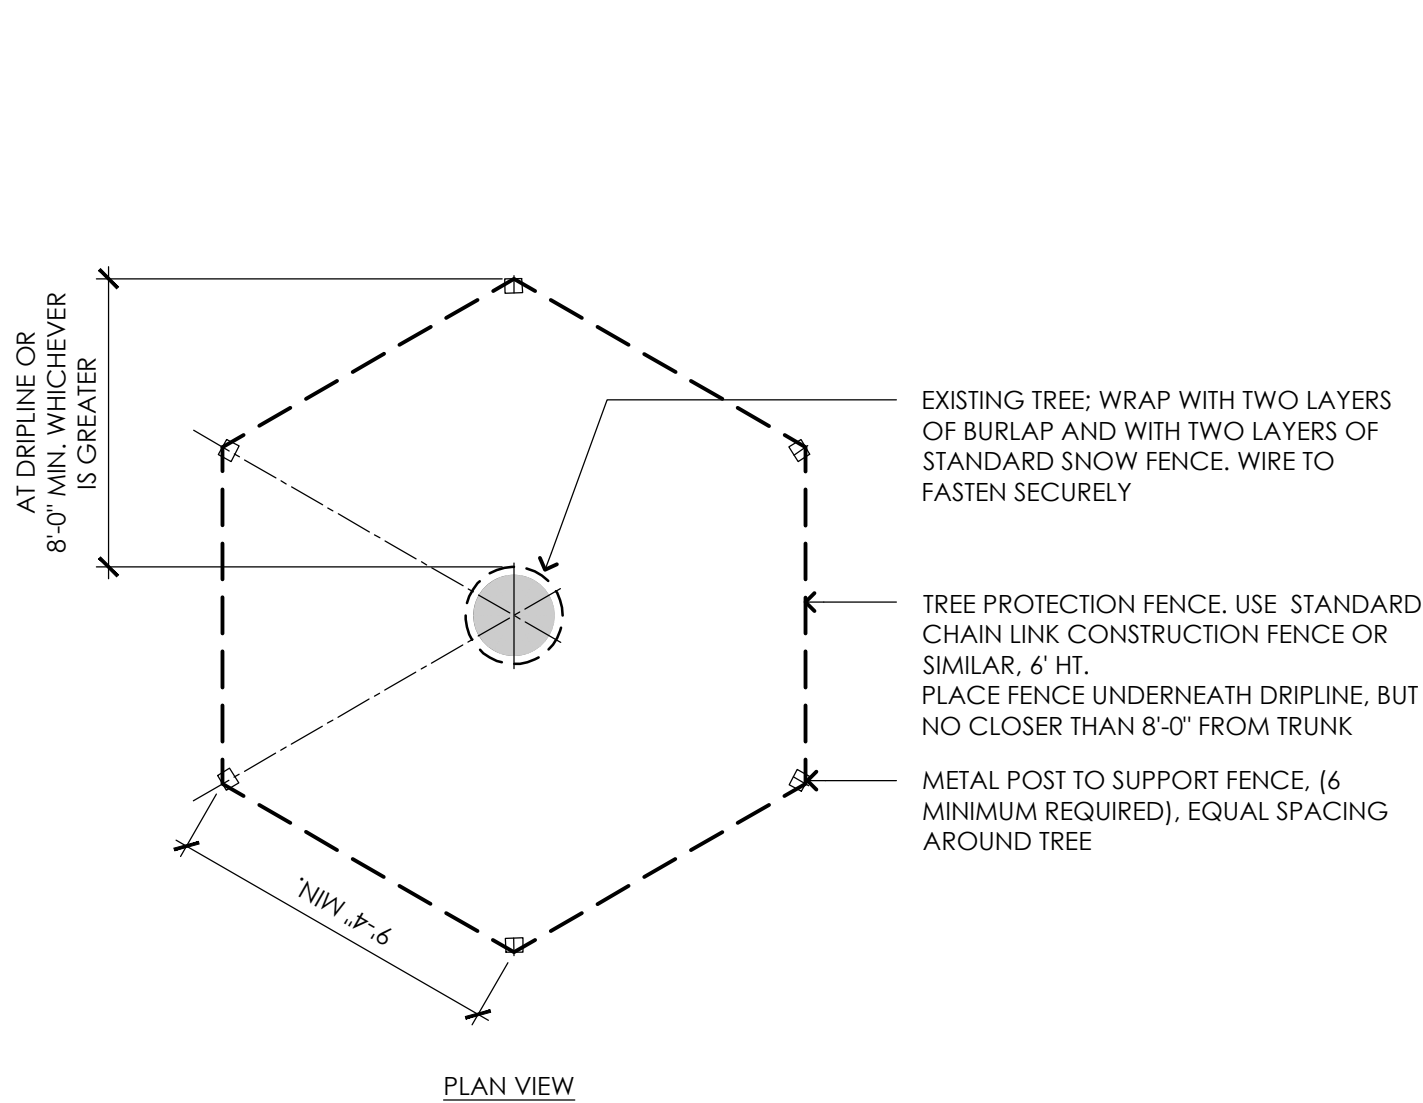 AT DRIPLINE OR
8'-0" MIN. WHICHEVER
IS GREATER
EXISTING TREE; WRAP WITH TWO LAYERS
OF BURLAP AND WITH TWO LAYERS OF
STANDARD SNOW FENCE. WIRE TO
FASTEN SECURELY
TREE PROTECTION FENCE. USE  STANDARD
CHAIN LINK CONSTRUCTION FENCE OR
SIMILAR, 6' HT.
PLACE FENCE UNDERNEATH DRIPLINE, BUT
NO CLOSER THAN 8'-0" FROM TRUNK
METAL POST TO SUPPORT FENCE, (6
MINIMUM REQUIRED), EQUAL SPACING
AROUND TREE
9'-4" MIN.
PLAN VIEW